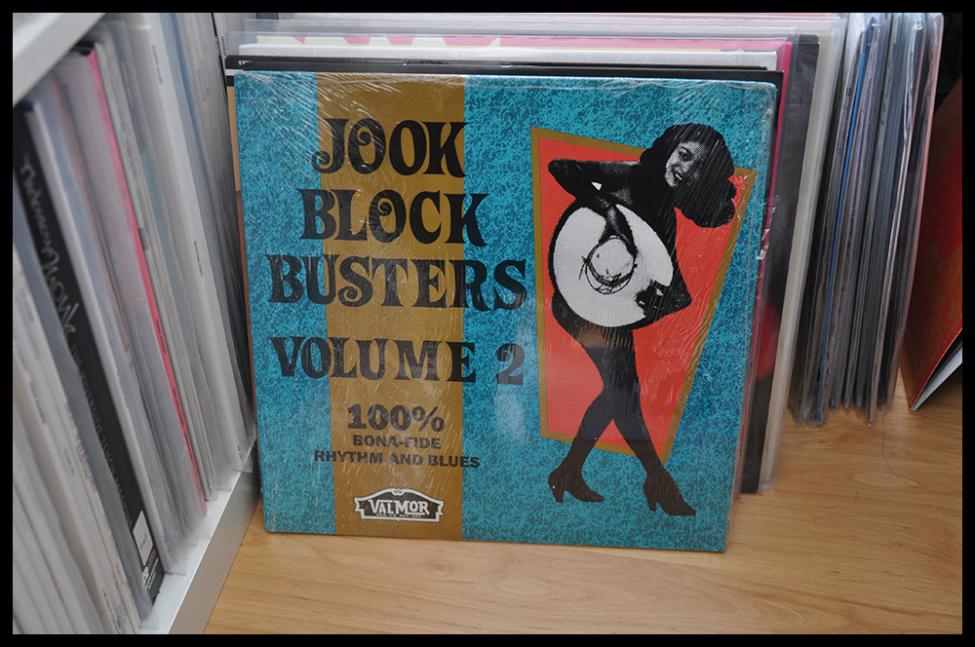 JOOK
BLOCK
BUSTERS
VOLUME 2
100%
BONA-FIDE
RHYTHM AND BLUES
VALMOR